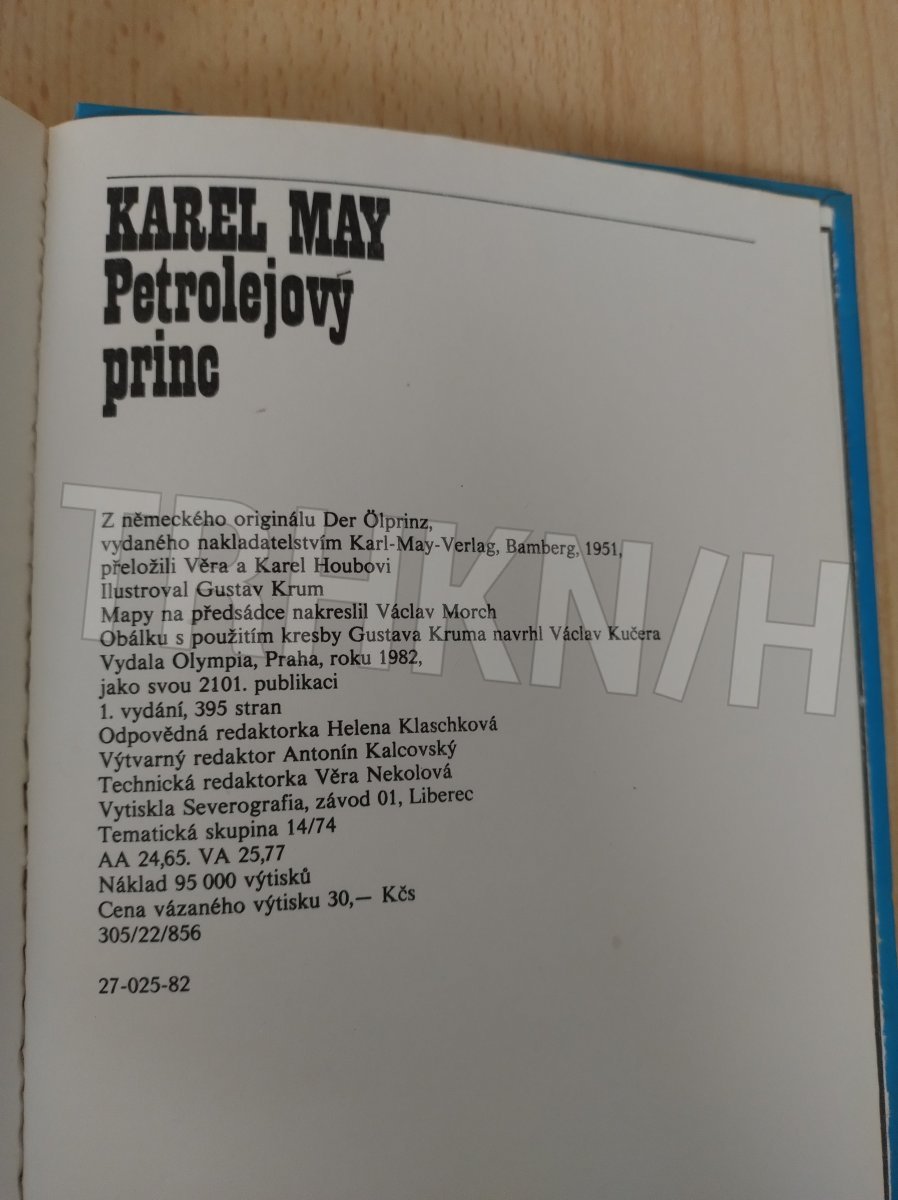 KAREL MAY
Petrolejový
princ
Z německého originálu Der Ölprinz,
vydaného nakladatelstvím Karl-May-Verlag, Bamberg, 1951,
přeložili Věra a Karel Houbovi
Ilustroval Gustav Krum
Mapy na předsádce nakreslil Václav Morch
Obálku s použitím kresby Gustava Kruma navrhl Václav Kučera
Vydala Olympia, Praha, roku 1982,
jako svou 2101. publikaci
1. vydání, 395 stran
Odpovědná redaktorka Helena Klaschková
Výtvarný redaktor Antonín Kalcovský
Technická redaktorka Věra Nekolová
Vytiskla Severografia, závod 01, Liberec
Tematická skupina 14/74
AA 24,65. VA 25,77
Náklad 95 000 výtisků
Cena vázaného výtisku 30,— Kčs
305/22/856
27-025-82
TRHKNIH